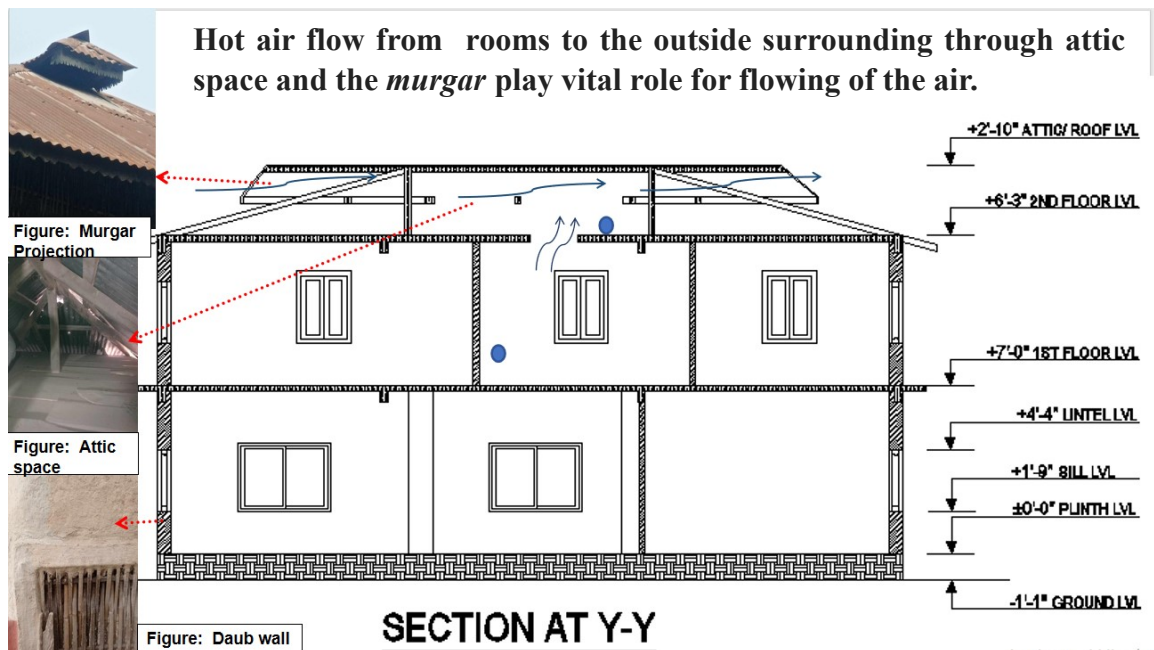 Hot air flow from rooms to the outside surrounding through attic
space and the murgar play vital role for flowing of the air.
Figure: Murgar
Projection
Figure: Attic
space
Figure: Daub wall
+2'-10" ATTIC/ ROOF LVL
+6'-3" 2ND FLOOR LVL
+7'-0" 1ST FLOOR LVL
+4'-4" LINTEL LVL
+1'-9" SILL LVL
±0'-0" PLINTH LVL
-1'-1" GROUND LVL
SECTION AT Y-Y